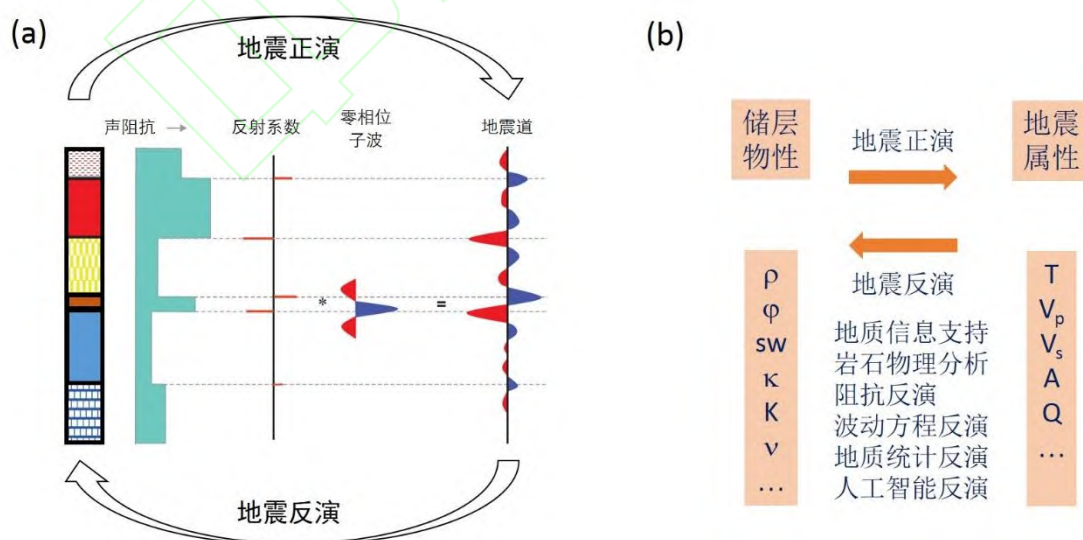 (a)
地震正演
声阻抗 →
反射系数
零相位
子波
地震道
*
=
地震反演
(b)
储层
物性
地震正演
地震
属性
地震反演
ρ
φ
sw
κ
K
ν
…
地质信息支持
岩石物理分析
阻抗反演
波动方程反演
地质统计反演
人工智能反演
T
Vₚ
Vₛ
A
Q
…